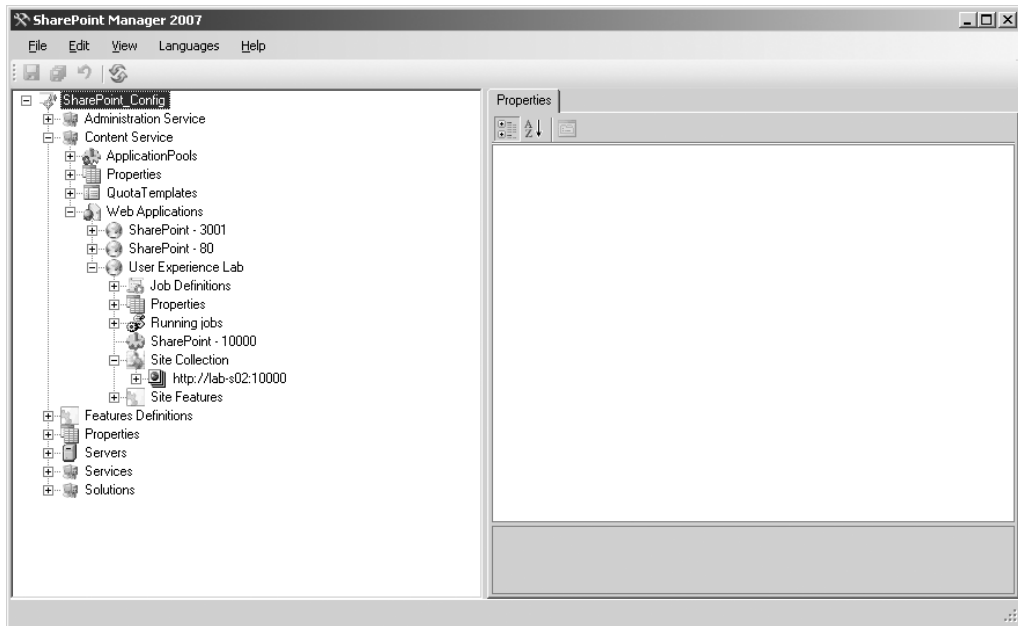 SharePoint Manager 2007
File Edit View Languages Help
SharePoint_Config
Administration Service
Content Service
ApplicationPools
Properties
QuotaTemplates
Web Applications
SharePoint - 3001
SharePoint - 80
User Experience Lab
Job Definitions
Properties
Running jobs
SharePoint - 10000
Site Collection
http://lab-s02:10000
Site Features
Features Definitions
Properties
Servers
Services
Solutions
Properties